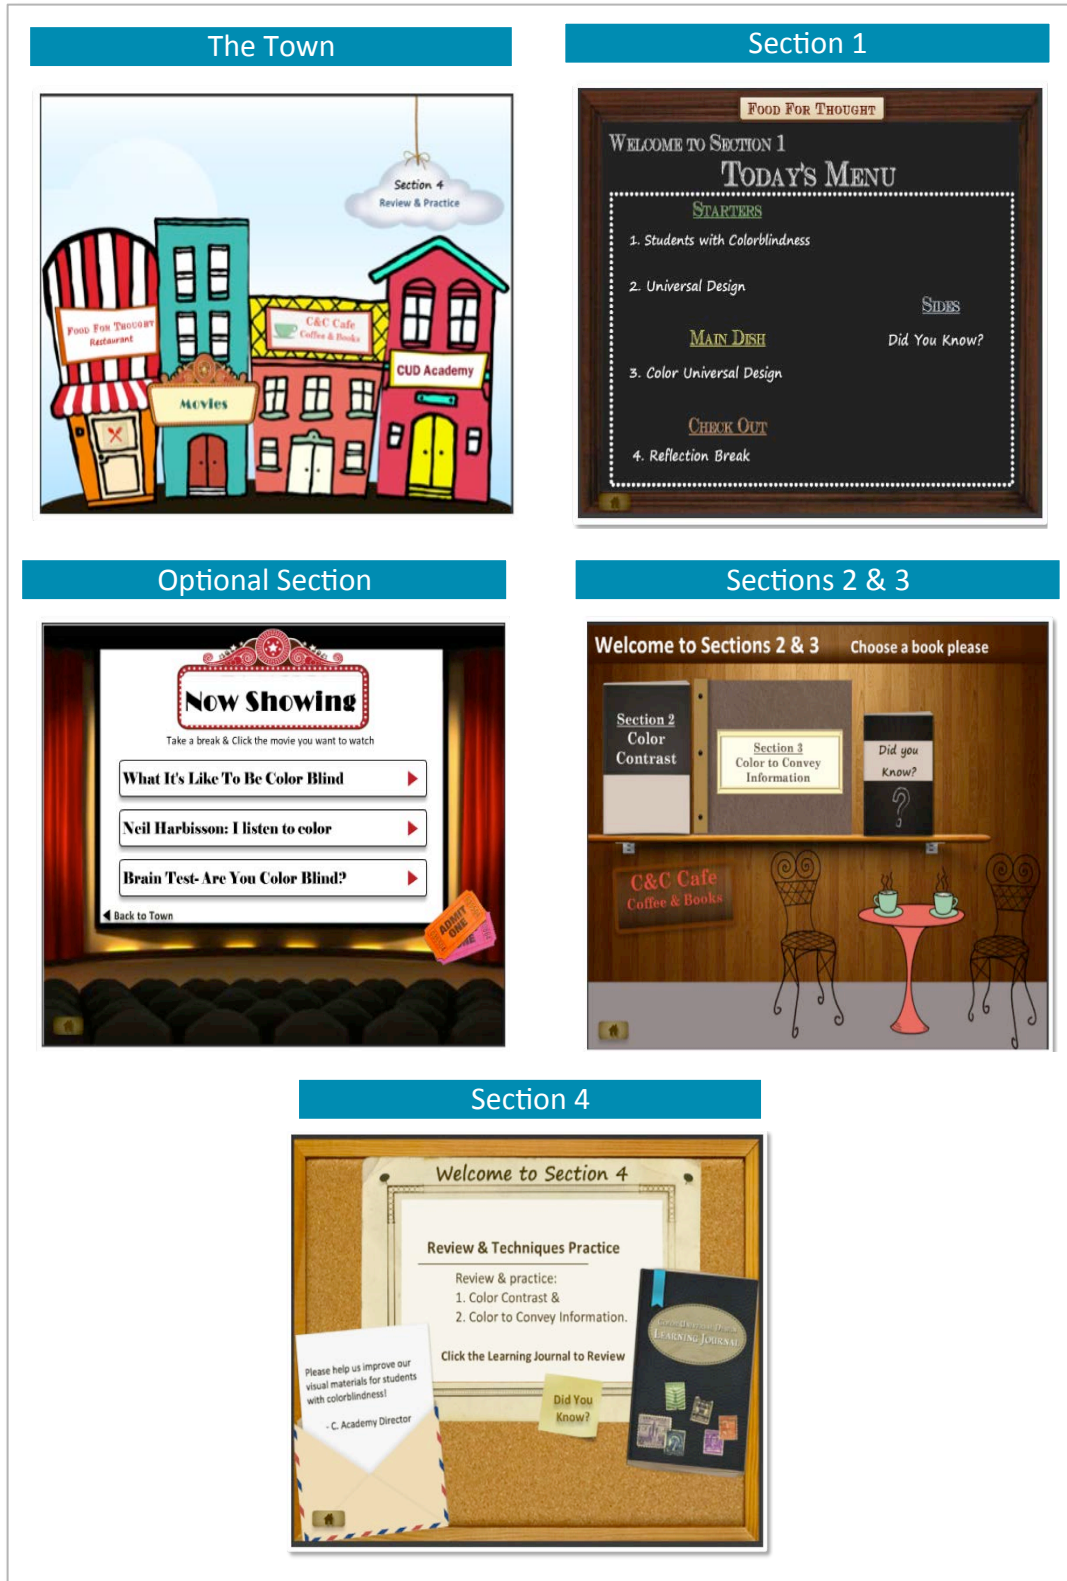 The Town
Section 4
Review & Practice
FOOD FOR THOUGHT
Restaurant
Movies
C&C Cafe
Coffee & Books
CUD Academy
Section 1
FOOD FOR THOUGHT
WELCOME TO SECTION 1
TODAY'S MENU
STARTERS
1. Students with Colorblindness
2. Universal Design
SIDES
Did You Know?
MAIN DISH
3. Color Universal Design
CHECK OUT
4. Reflection Break
Optional Section
Now Showing
Take a break & Click the movie you want to watch
What It's Like To Be Color Blind
Neil Harbisson: I listen to color
Brain Test- Are You Color Blind?
Back to Town
ADMIT
ONE
ONE
Sections 2 & 3
Welcome to Sections 2 & 3 Choose a book please
Section 2
Color
Contrast
Section 3
Color to Convey
Information
Did you
Know?
?
C&C Cafe
Coffee & Books
Section 4
Welcome to Section 4
Review & Techniques Practice
Review & practice:
1. Color Contrast &
2. Color to Convey Information.
Click the Learning Journal to Review
Please help us improve our
visual materials for students
with colorblindness!
- C. Academy Director
Did You
Know?
COLOR UNIVERSAL DESIGN
LEARNING JOURNAL